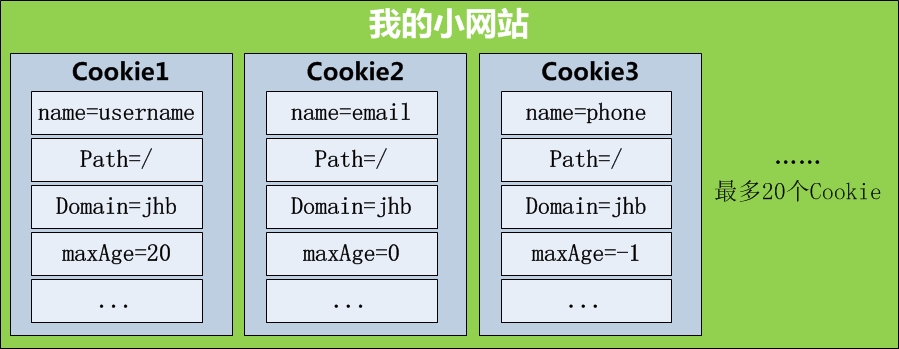 我的小网站
Cookie1
name=username
Path=/
Domain=jhb
maxAge=20
...
Cookie2
name=email
Path=/
Domain=jhb
maxAge=0
...
Cookie3
name=phone
Path=/
Domain=jhb
maxAge=-1
...
……
最多20个Cookie